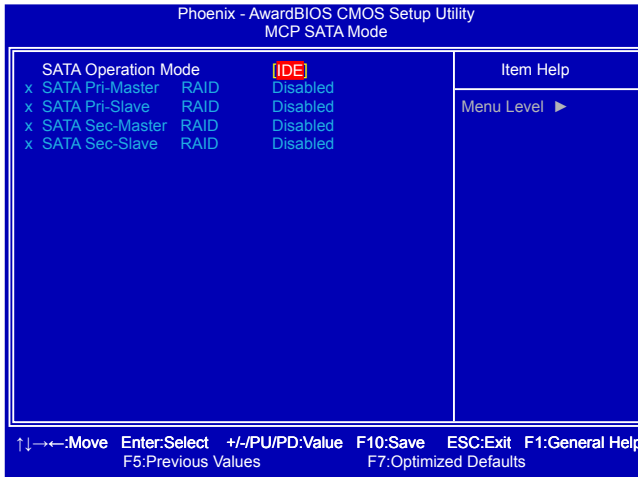 Phoenix - AwardBIOS CMOS Setup Utility
MCP SATA Mode
SATA Operation Mode [IDE]
x SATA Pri-Master RAID Disabled
x SATA Pri-Slave RAID Disabled
x SATA Sec-Master RAID Disabled
x SATA Sec-Slave RAID Disabled
Item Help
Menu Level ►
↑↓→←:Move Enter:Select +/-/PU/PD:Value F10:Save ESC:Exit F1:General Help
F5:Previous Values F7:Optimized Defaults